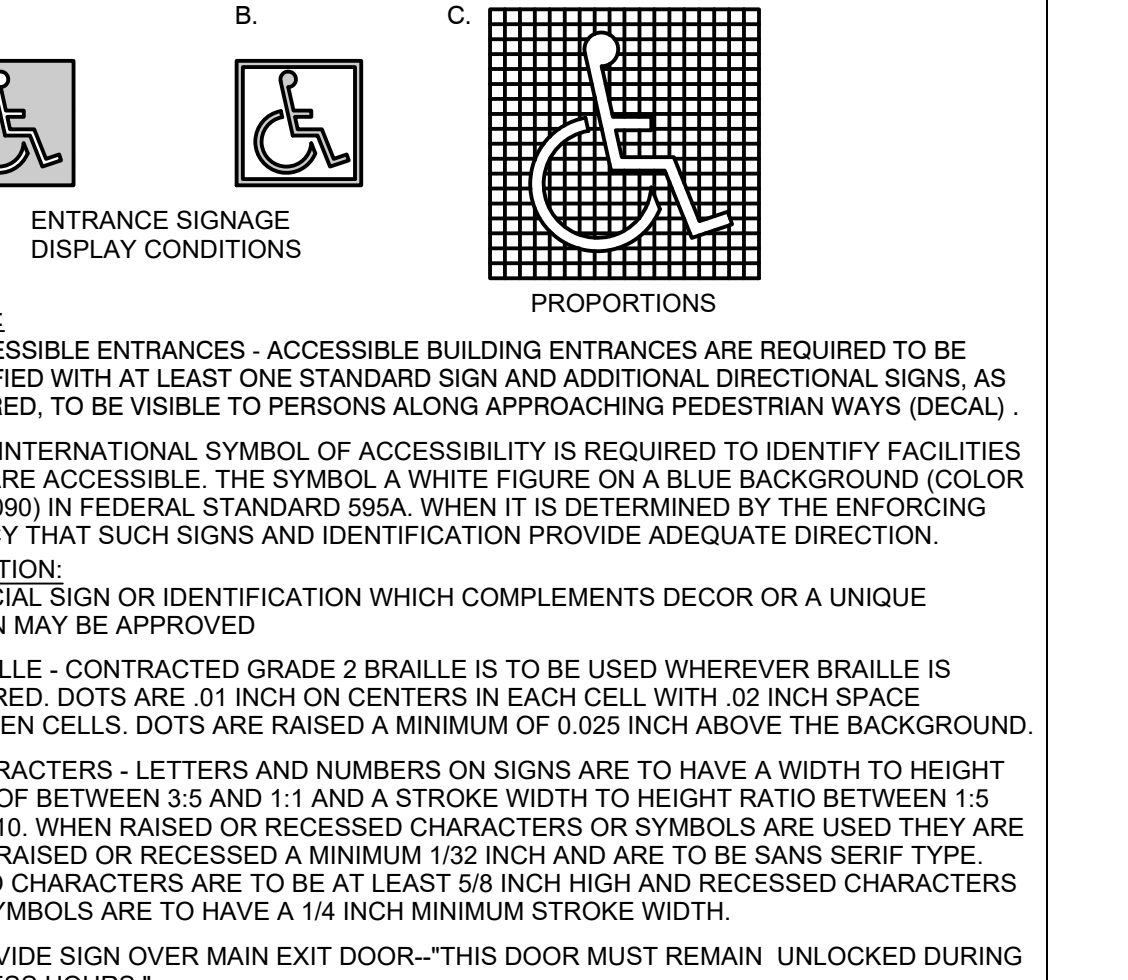 B.
C.
ENTRANCE SIGNAGE
DISPLAY CONDITIONS
PROPORTIONS
:
ESSIBLE ENTRANCES - ACCESSIBLE BUILDING ENTRANCES ARE REQUIRED TO BE
FIED WITH AT LEAST ONE STANDARD SIGN AND ADDITIONAL DIRECTIONAL SIGNS, AS
RED, TO BE VISIBLE TO PERSONS ALONG APPROACHING PEDESTRIAN WAYS (DECAL) .
INTERNATIONAL SYMBOL OF ACCESSIBILITY IS REQUIRED TO IDENTIFY FACILITIES
RE ACCESSIBLE. THE SYMBOL A WHITE FIGURE ON A BLUE BACKGROUND (COLOR
090) IN FEDERAL STANDARD 595A. WHEN IT IS DETERMINED BY THE ENFORCING
CY THAT SUCH SIGNS AND IDENTIFICATION PROVIDE ADEQUATE DIRECTION.
TION:
CIAL SIGN OR IDENTIFICATION WHICH COMPLEMENTS DECOR OR A UNIQUE
N MAY BE APPROVED
LLE - CONTRACTED GRADE 2 BRAILLE IS TO BE USED WHEREVER BRAILLE IS
RED. DOTS ARE .01 INCH ON CENTERS IN EACH CELL WITH .02 INCH SPACE
EN CELLS. DOTS ARE RAISED A MINIMUM OF 0.025 INCH ABOVE THE BACKGROUND.
RACTERS - LETTERS AND NUMBERS ON SIGNS ARE TO HAVE A WIDTH TO HEIGHT
OF BETWEEN 3:5 AND 1:1 AND A STROKE WIDTH TO HEIGHT RATIO BETWEEN 1:5
10. WHEN RAISED OR RECESSED CHARACTERS OR SYMBOLS ARE USED THEY ARE
RAISED OR RECESSED A MINIMUM 1/32 INCH AND ARE TO BE SANS SERIF TYPE.
CHARACTERS ARE TO BE AT LEAST 5/8 INCH HIGH AND RECESSED CHARACTERS
YMBOLS ARE TO HAVE A 1/4 INCH MINIMUM STROKE WIDTH.
VIDE SIGN OVER MAIN EXIT DOOR--"THIS DOOR MUST REMAIN UNLOCKED DURING